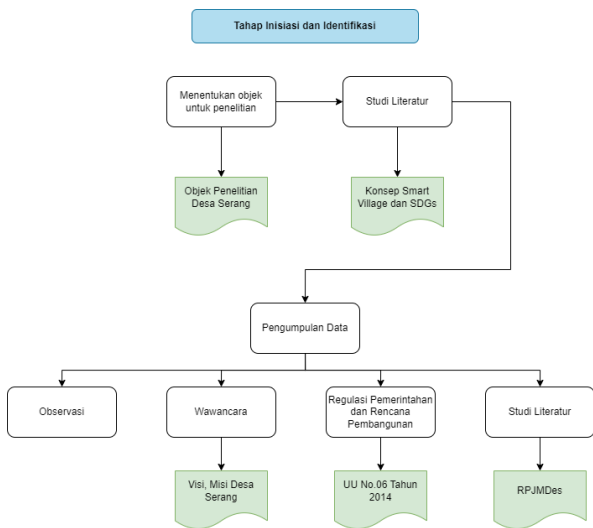 Tahap Inisiasi dan Identifikasi
Menentukan objek
untuk penelitian
Studi Literatur
Objek Penelitian
Desa Serang
Konsep Smart
Village dan SDGs
Pengumpulan Data
Observasi
Wawancara
Regulasi Pemerintahan
dan Rencana
Pembangunan
Studi Literatur
Visi, Misi Desa
Serang
UU No.06 Tahun
2014
RPJMDes